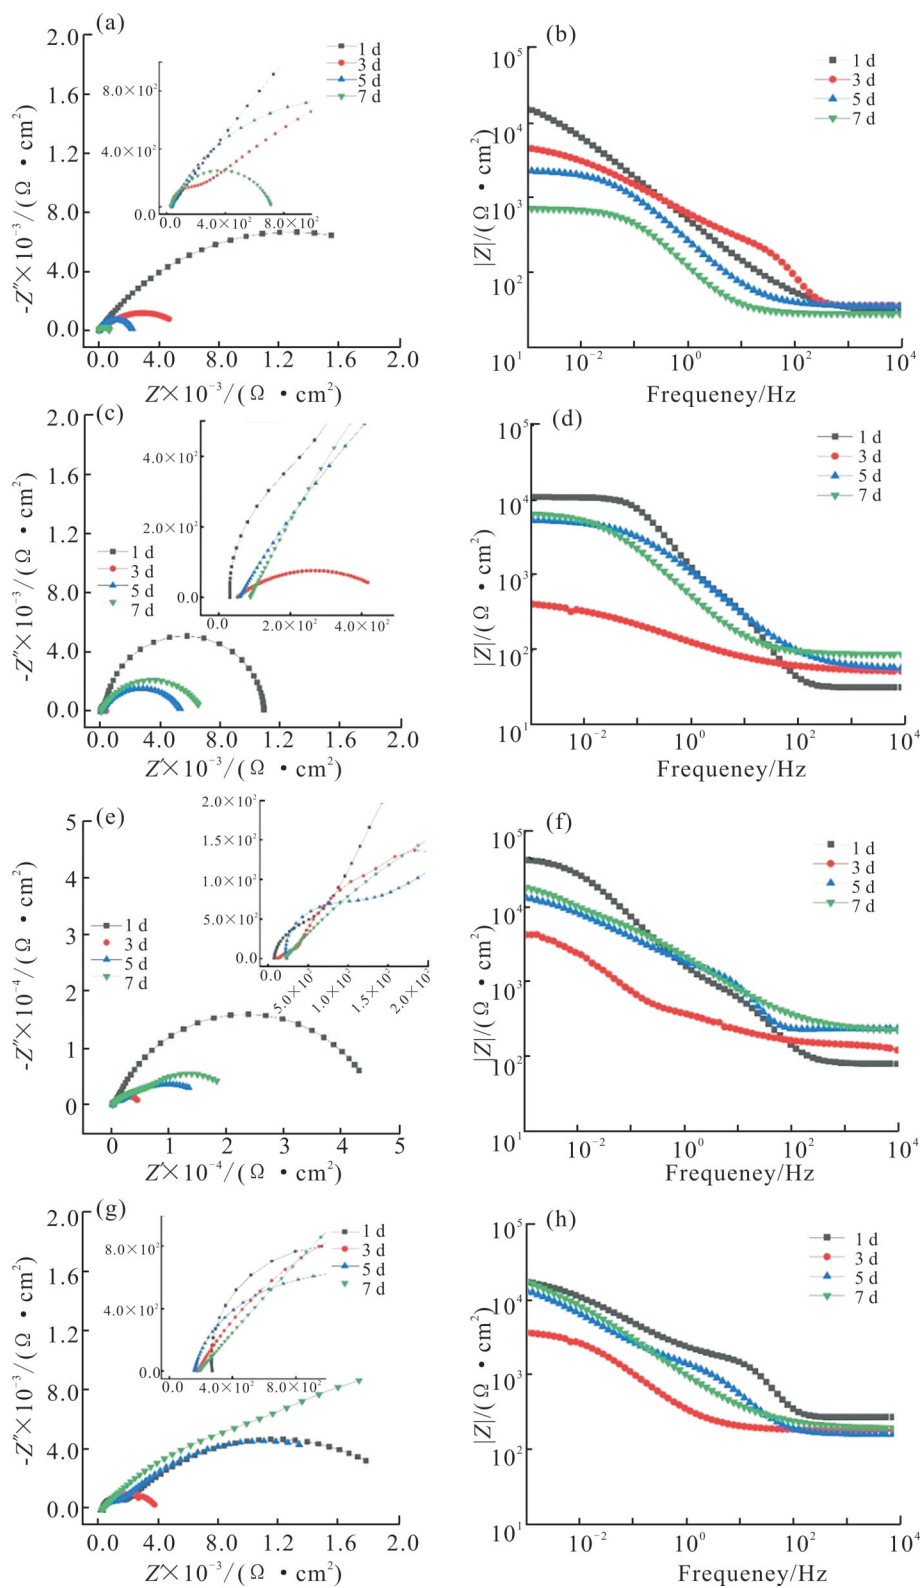 (a)
2.0
1.6
1.2
8.0
4.0
0.0
-Z″×10⁻³/(Ω • cm²)
1 d
3 d
5 d
7 d
8.0×10²
4.0×10²
0.0
0.0 4.0×10² 8.0×10²
0.0 4.0 8.0 1.2 1.6 2.0
Z′×10⁻³/(Ω • cm²)
(b)
10⁵
10⁴
10³
10²
10¹
|Z|/(Ω • cm²)
1 d
3 d
5 d
7 d
10⁻² 10⁰ 10² 10⁴
Frequeney/Hz
(c)
2.0
1.6
1.2
8.0
4.0
0.0
-Z″×10⁻³/(Ω • cm²)
1 d
3 d
5 d
7 d
4.0×10²
2.0×10²
0.0
0.0 2.0×10² 4.0×10²
0.0 4.0 8.0 1.2 1.6 2.0
Z′×10⁻³/(Ω • cm²)
(d)
10⁵
10⁴
10³
10²
10¹
|Z|/(Ω • cm²)
1 d
3 d
5 d
7 d
10⁻² 10⁰ 10² 10⁴
Frequeney/Hz
(e)
5
4
3
2
1
0
-Z″×10⁻⁴/(Ω • cm²)
1 d
3 d
5 d
7 d
2.0×10²
1.5×10²
1.0×10²
5.0×10²
0.0
0.0 5.0×10² 1.0×10² 1.5×10² 2.0×10²
0 1 2 3 4 5
Z′×10⁻⁴/(Ω • cm²)
(f)
10⁵
10⁴
10³
10²
10¹
|Z|/(Ω • cm²)
1 d
3 d
5 d
7 d
10⁻² 10⁰ 10² 10⁴
Frequeney/Hz
(g)
2.0
1.6
1.2
8.0
4.0
0.0
-Z″×10⁻³/(Ω • cm²)
1 d
3 d
5 d
7 d
8.0×10²
4.0×10²
0.0
0.0 4.0×10² 8.0×10²
0.0 4.0 8.0 1.2 1.6 2.0
Z′×10⁻³/(Ω • cm²)
(h)
10⁵
10⁴
10³
10²
10¹
|Z|/(Ω • cm²)
1 d
3 d
5 d
7 d
10⁻² 10⁰ 10² 10⁴
Frequeney/Hz